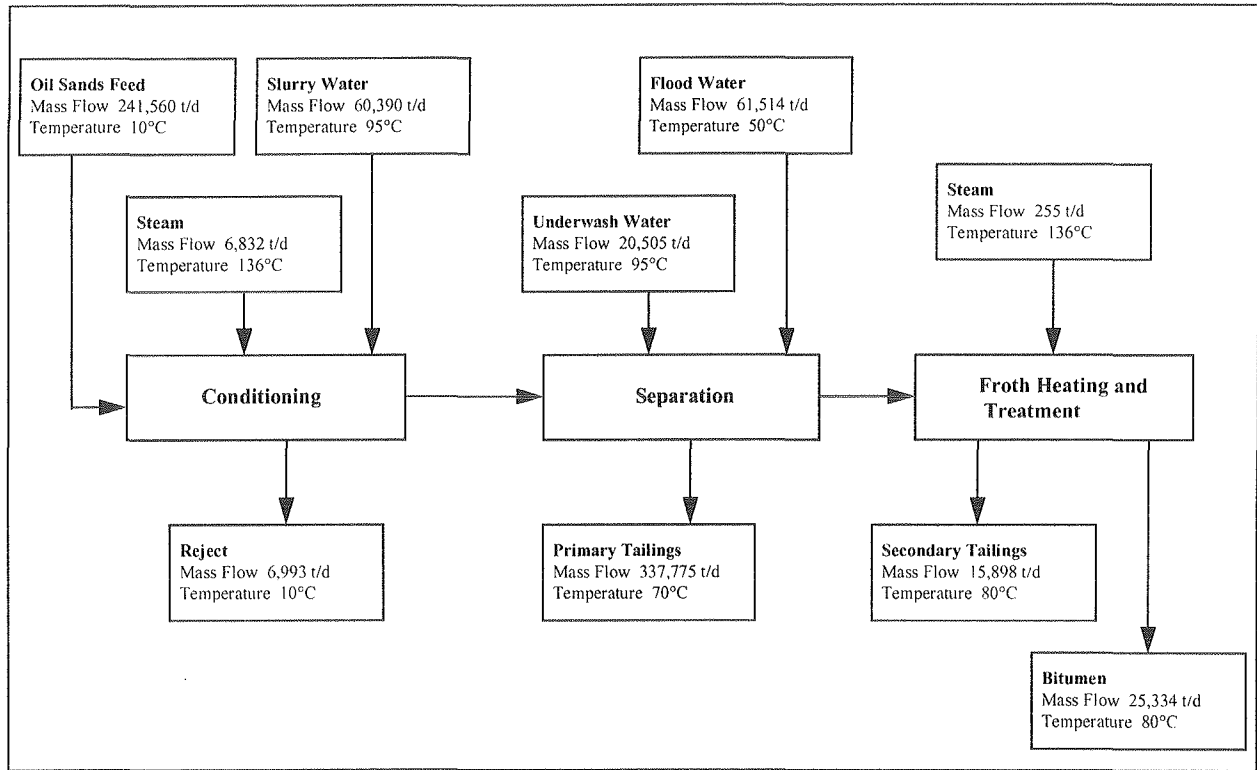 Oil Sands Feed
Mass Flow 241,560 t/d
Temperature 10°C
Slurry Water
Mass Flow 60,390 t/d
Temperature 95°C
Flood Water
Mass Flow 61,514 t/d
Temperature 50°C
Steam
Mass Flow 6,832 t/d
Temperature 136°C
Underwash Water
Mass Flow 20,505 t/d
Temperature 95°C
Steam
Mass Flow 255 t/d
Temperature 136°C
Conditioning
Separation
Froth Heating and
Treatment
Reject
Mass Flow 6,993 t/d
Temperature 10°C
Primary Tailings
Mass Flow 337,775 t/d
Temperature 70°C
Secondary Tailings
Mass Flow 15,898 t/d
Temperature 80°C
Bitumen
Mass Flow 25,334 t/d
Temperature 80°C